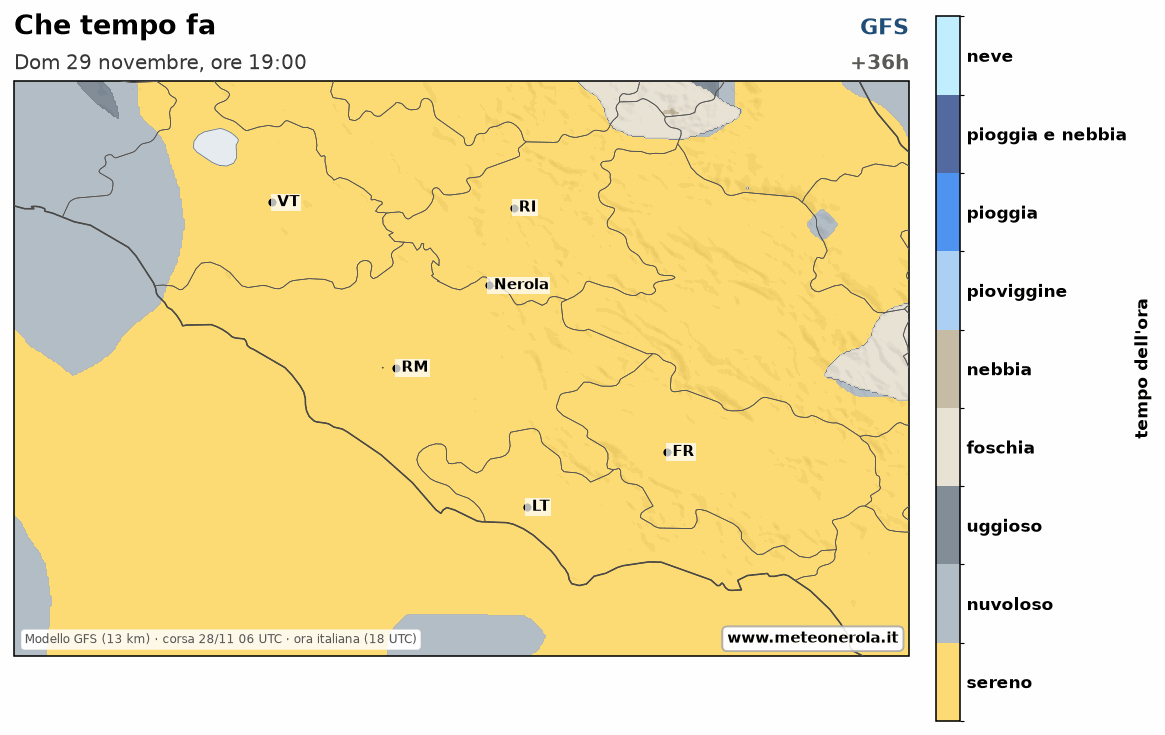 Che tempo fa
GFS
Dom 29 novembre, ore 19:00
+36h
VT
RI
Nerola
RM
FR
LT
Modello GFS (13 km) · corsa 28/11 06 UTC · ora italiana (18 UTC)
www.meteonerola.it
neve
pioggia e nebbia
pioggia
pioviggine
nebbia
foschia
uggioso
nuvoloso
sereno
tempo dell'ora